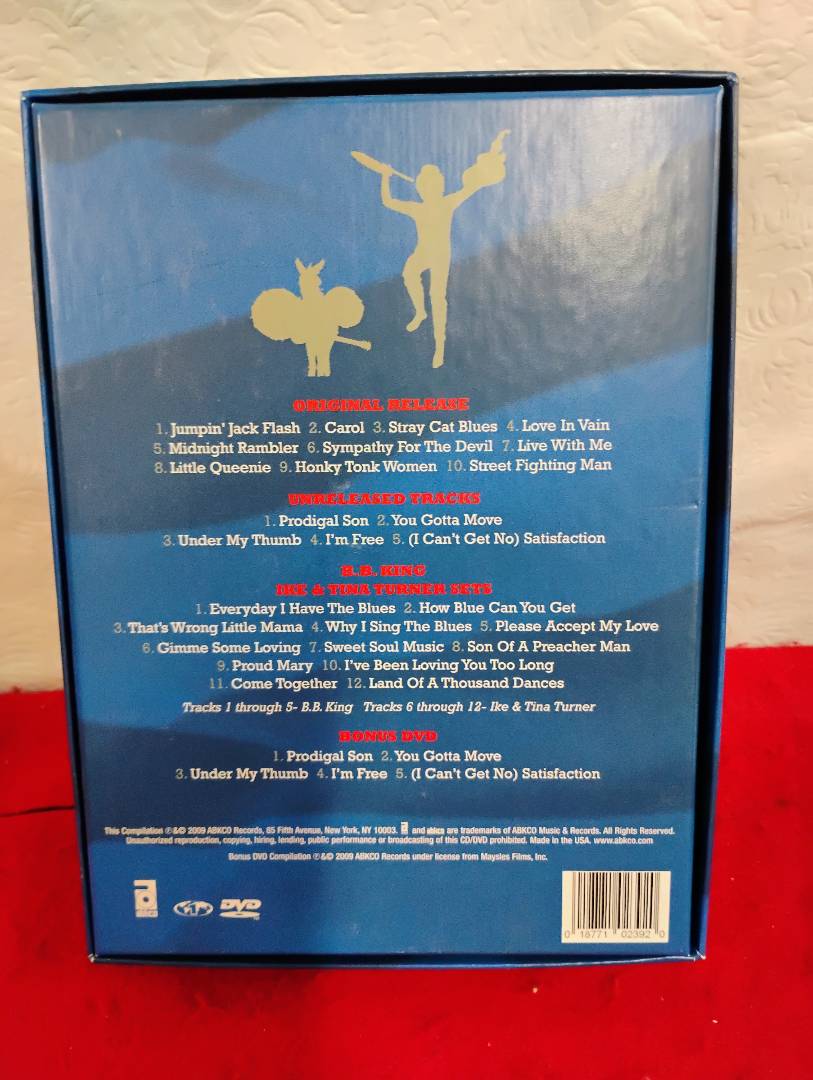 ORIGINAL RELEASE
1. Jumpin' Jack Flash 2. Carol 3. Stray Cat Blues 4. Love In Vain
5. Midnight Rambler 6. Sympathy For The Devil 7. Live With Me
8. Little Queenie 9. Honky Tonk Women 10. Street Fighting Man
UNRELEASED TRACKS
1. Prodigal Son 2. You Gotta Move
3. Under My Thumb 4. I'm Free 5. (I Can't Get No) Satisfaction
B.B. KING
IKE & TINA TURNER SETS
1. Everyday I Have The Blues 2. How Blue Can You Get
3. That's Wrong Little Mama 4. Why I Sing The Blues 5. Please Accept My Love
6. Gimme Some Loving 7. Sweet Soul Music 8. Son Of A Preacher Man
9. Proud Mary 10. I've Been Loving You Too Long
11. Come Together 12. Land Of A Thousand Dances
Tracks 1 through 5- B.B. King Tracks 6 through 12- Ike & Tina Turner
BONUS DVD
1. Prodigal Son 2. You Gotta Move
3. Under My Thumb 4. I'm Free 5. (I Can't Get No) Satisfaction
This Compilation ℗&© 2009 ABKCO Records, 85 Fifth Avenue, New York, NY 10003. and abkco are trademarks of ABKCO Music & Records. All Rights Reserved.
Unauthorized reproduction, copying, hiring, lending, public performance or broadcasting of this CD/DVD prohibited. Made in the USA. www.abkco.com
Bonus DVD Compilation ℗&© 2009 ABKCO Records under license from Maysles Films, Inc.
abkco DVD
0 18771 02392 0